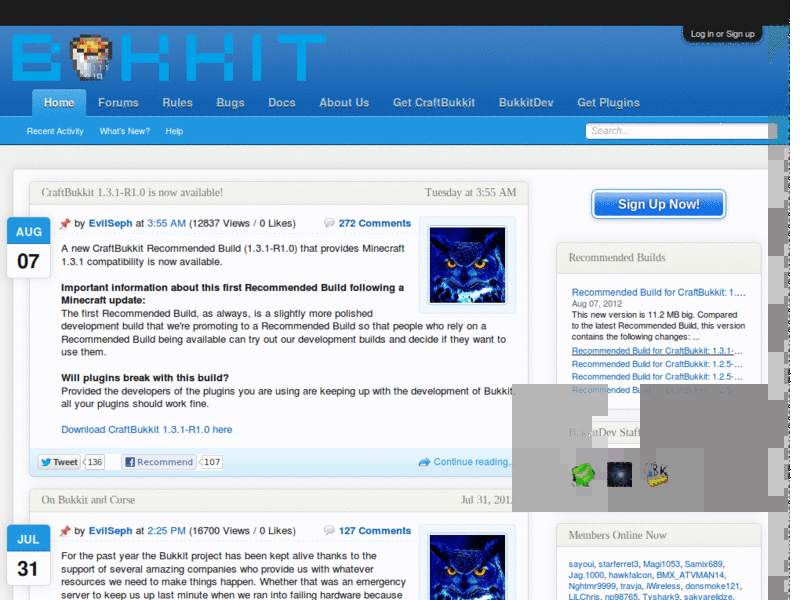 BUKKIT
Log in or Sign up
Home Forums Rules Bugs Docs About Us Get CraftBukkit BukkitDev Get Plugins
Recent Activity What's New? Help
Search...
CraftBukkit 1.3.1-R1.0 is now available! Tuesday at 3:55 AM
AUG
07
by EvilSeph at 3:55 AM (12837 Views / 0 Likes) 272 Comments
A new CraftBukkit Recommended Build (1.3.1-R1.0) that provides Minecraft
1.3.1 compatibility is now available.
Important information about this first Recommended Build following a
Minecraft update:
The first Recommended Build, as always, is a slightly more polished
development build that we're promoting to a Recommended Build so that people who rely on a
Recommended Build being available can try out our development builds and decide if they want to
use them.
Will plugins break with this build?
Provided the developers of the plugins you are using are keeping up with the development of Bukkit,
all your plugins should work fine.
Download CraftBukkit 1.3.1-R1.0 here
Tweet 136 Recommend 107 Continue reading...
On Bukkit and Curse Jul 31,
JUL
31
by EvilSeph at 2:25 PM (16700 Views / 0 Likes) 127 Comments
For the past year the Bukkit project has been kept alive thanks to the
support of several amazing companies who provide us with whatever
resources we need to make things happen. Whether that was an emergency
server to keep us up last minute when we ran into failing hardware because
Sign Up Now!
Recommended Builds
Recommended Build for CraftBukkit: 1....
Aug 07, 2012
This new version is 11.2 MB big. Compared
to the latest Recommended Build, this version
contains the following changes: ...
Recommended Build for CraftBukkit: 1.3.1-...
Recommended Build for CraftBukkit: 1.2.5-...
Recommended Build for CraftBukkit: 1.2.5-...
Recommended
BukkitDev Staff
Members Online Now
sayoui, starferret3, Magi1053, Samix689,
Jag.1000, hawkfalcon, BMX_ATVMAN14,
Nghtmr9999, travja, iWireless, donsmoke121,
LiLChris, np98765, Tyshark9, sakyarelidze,